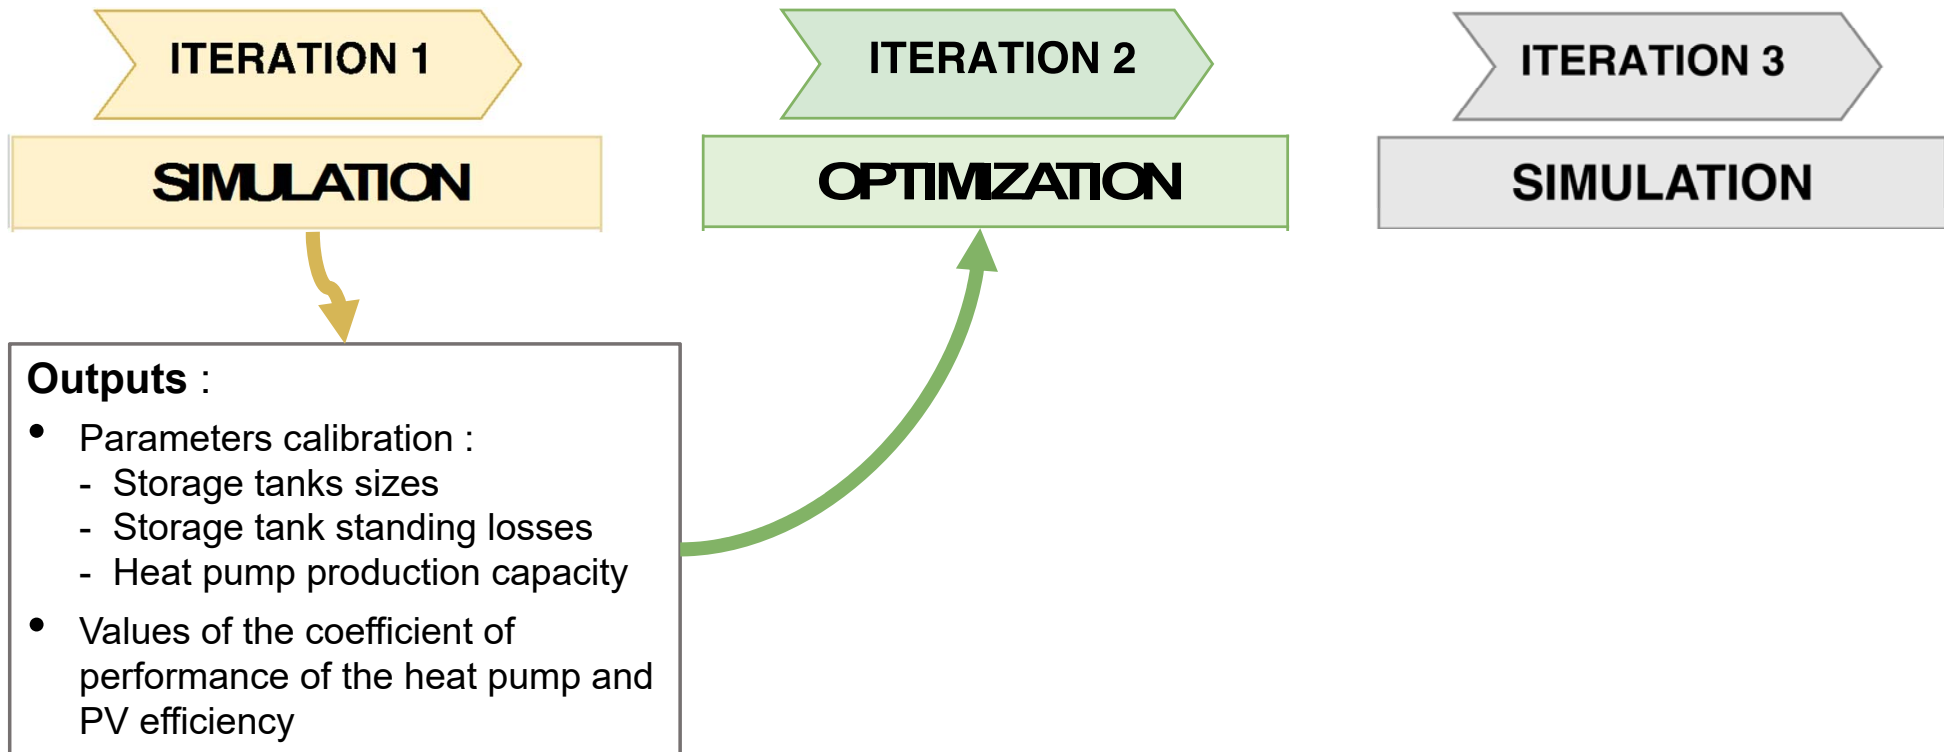 ITERATION 1
ITERATION 2
ITERATION 3
SIMULATION
OPTIMIZATION
SIMULATION
Outputs :
• Parameters calibration :
- Storage tanks sizes
- Storage tank standing losses
- Heat pump production capacity
• Values of the coefficient of
performance of the heat pump and
PV efficiency